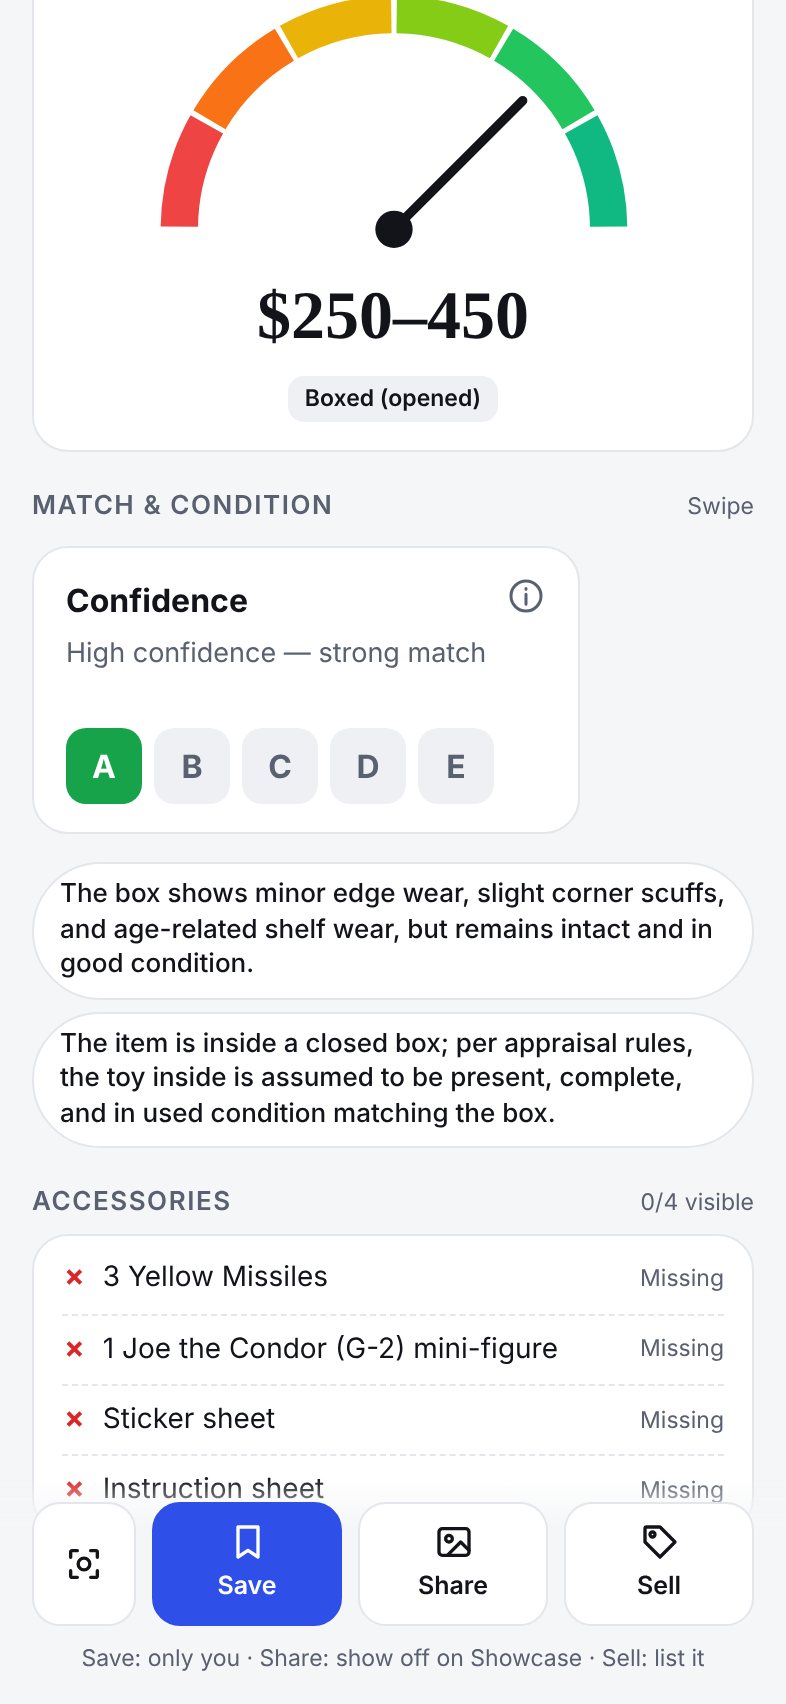 $250–450
Boxed (opened)
MATCH & CONDITION
Swipe
Confidence
High confidence — strong match
A B C D E
The box shows minor edge wear, slight corner scuffs,
and age-related shelf wear, but remains intact and in
good condition.
The item is inside a closed box; per appraisal rules,
the toy inside is assumed to be present, complete,
and in used condition matching the box.
ACCESSORIES
0/4 visible
3 Yellow Missiles
Missing
1 Joe the Condor (G-2) mini-figure
Missing
Sticker sheet
Missing
Instruction sheet
Missing
Save
Share
Sell
Save: only you · Share: show off on Showcase · Sell: list it